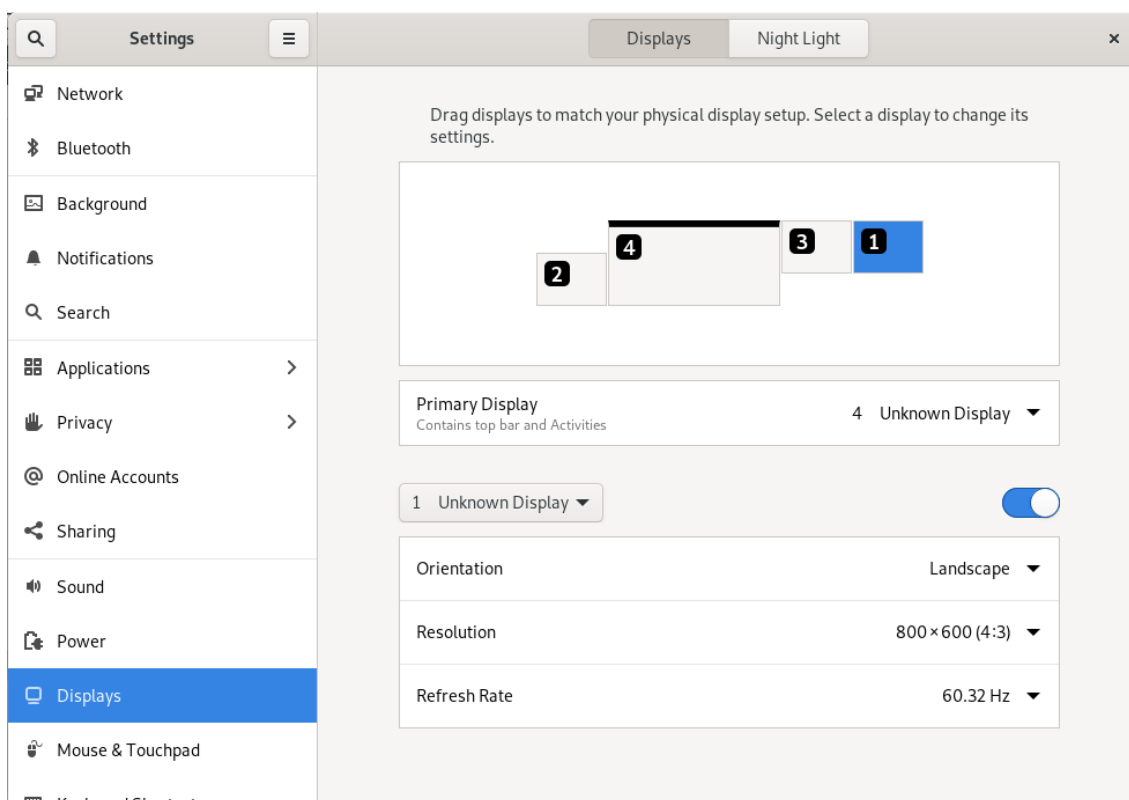 Settings
Displays
Night Light
Network
Bluetooth
Background
Notifications
Search
Applications
Privacy
Online Accounts
Sharing
Sound
Power
Displays
Mouse & Touchpad
Drag displays to match your physical display setup. Select a display to change its
settings.
2
4
3
1
Primary Display
Contains top bar and Activities
4 Unknown Display
1 Unknown Display
Orientation
Landscape
Resolution
800×600 (4:3)
Refresh Rate
60.32 Hz